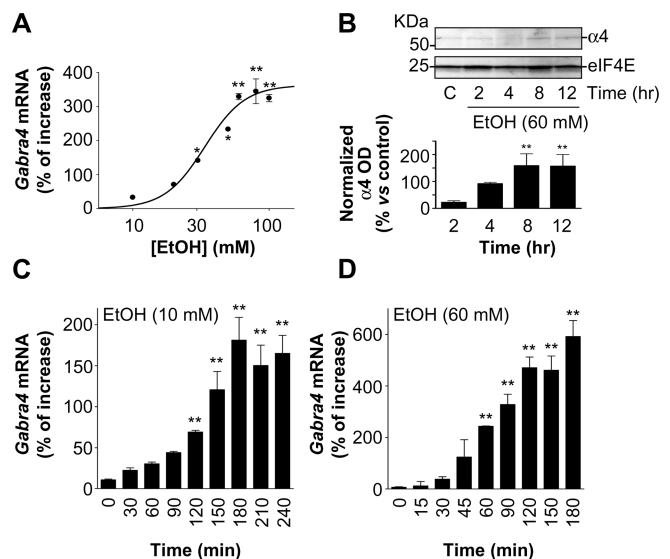 A
Gabra4 mRNA
(% of increase)
400
300
200
100
0
*
*
**
**
**
10
30
100
[EtOH] (mM)
B
KDa
50
25
α4
eIF4E
C 2 4 8 12 Time (hr)
EtOH (60 mM)
Normalized
α4 OD
(% vs control)
200
100
0
**
**
2 4 8 12
Time (hr)
C
EtOH (10 mM)
Gabra4 mRNA
(% of increase)
200
150
100
50
0
**
**
**
**
**
0 30 60 90 120 150 180 210 240
Time (min)
D
EtOH (60 mM)
Gabra4 mRNA
(% of increase)
600
400
200
0
**
**
**
**
**
0 15 30 45 60 90 120 150 180
Time (min)